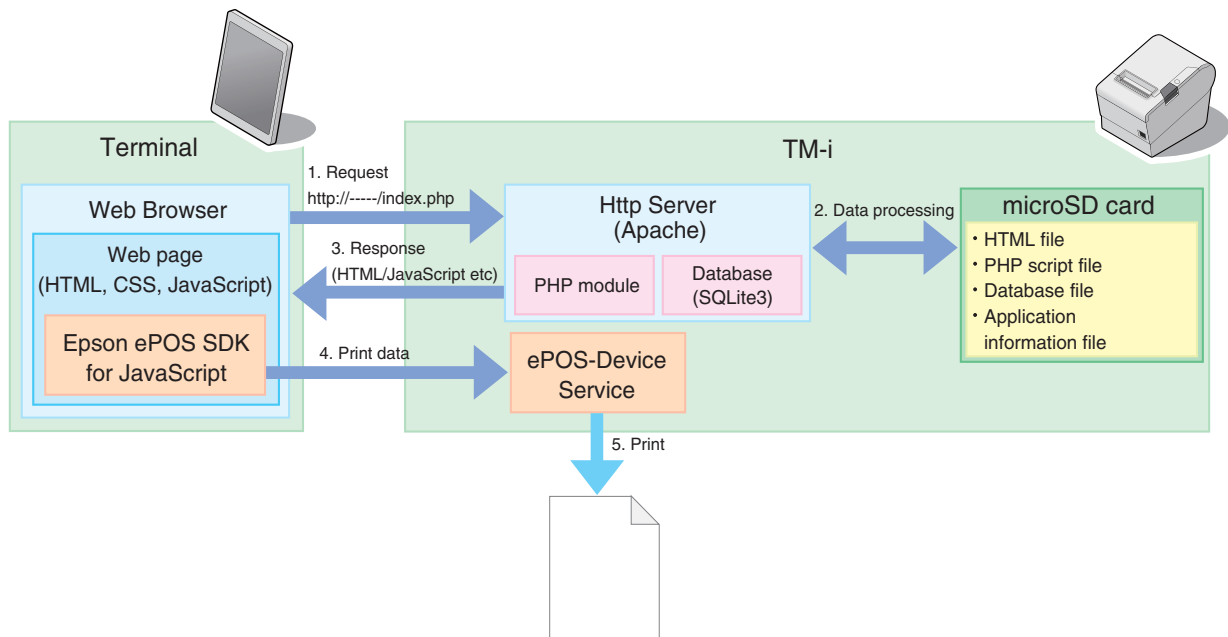 Terminal
TM-i
1. Request
http://-----/index.php
Web Browser
Web page
(HTML, CSS, JavaScript)
Epson ePOS SDK
for JavaScript
3. Response
(HTML/JavaScript etc)
4. Print data
Http Server
(Apache)
PHP module
Database
(SQLite3)
2. Data processing
microSD card
・HTML file
・PHP script file
・Database file
・Application
information file
ePOS-Device
Service
5. Print